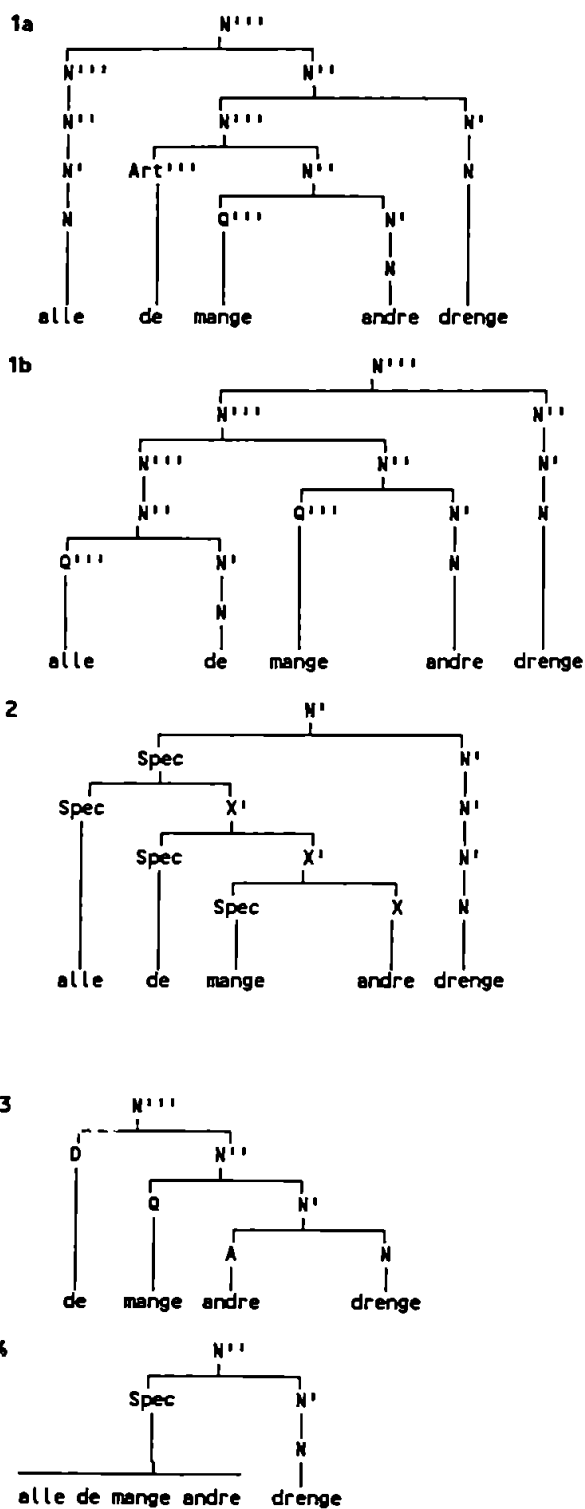 1a
N'''
N''' N''
N'' N''' N'
N' Art''' N'' N
N Q''' N'
N
alle de mange andre drenge
1b
N'''
N''' N''
N''' N'' N'
N'' Q''' N' N
Q''' N' N
N
alle de mange andre drenge
2
N'
Spec N'
Spec X' N'
Spec X' N'
Spec X N
alle de mange andre drenge
3
N'''
D N''
Q N'
A N
de mange andre drenge
4
N''
Spec N'
N
alle de mange andre drenge